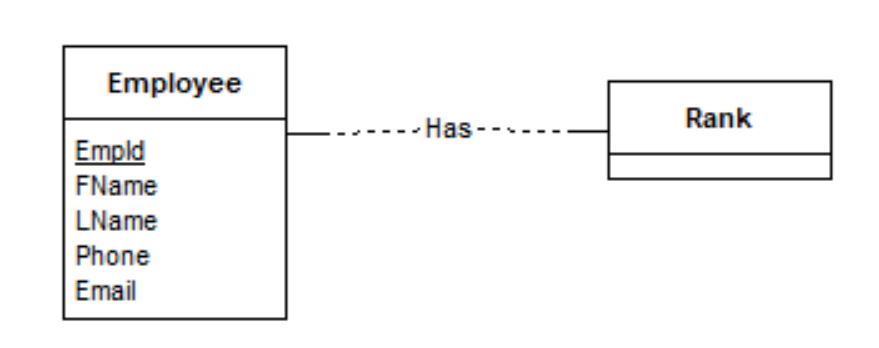 Employee
EmpId
FName
LName
Phone
Email
Has
Rank